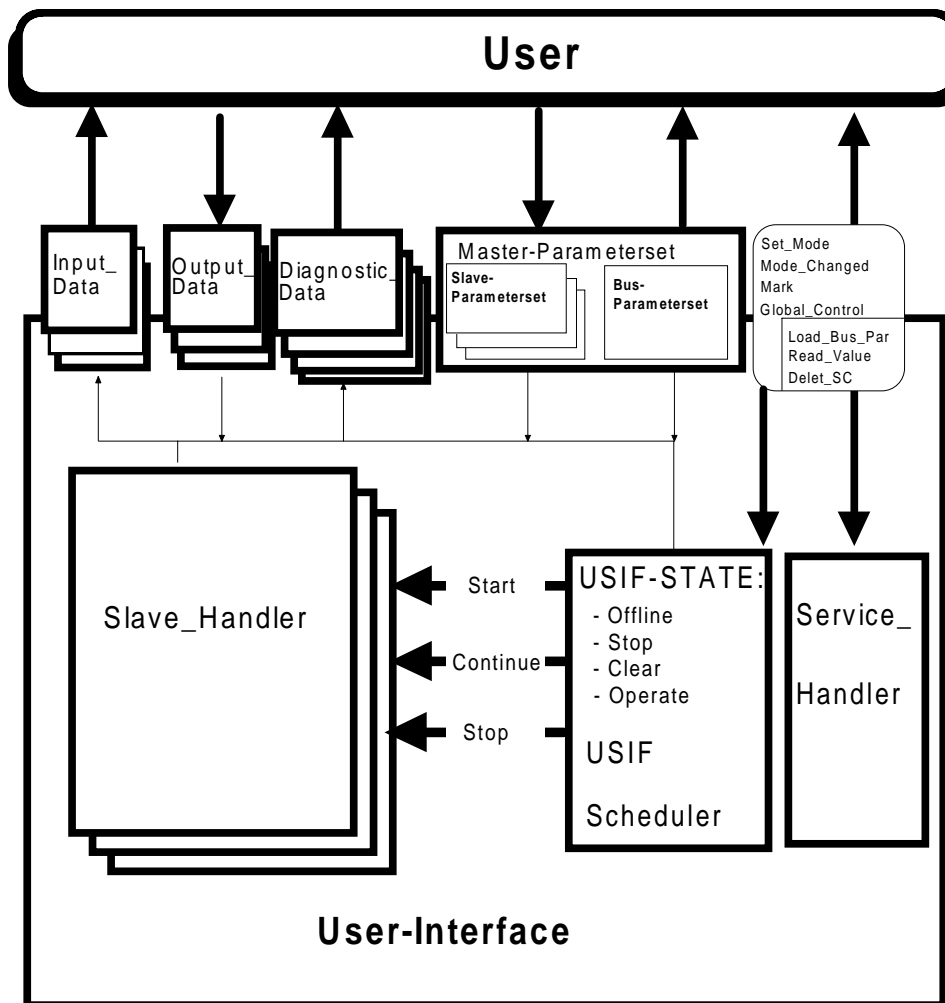 User
Input_
Data
Output_
Data
Diagnostic_
Data
Master-Parameterset
Slave-
Parameterset
Bus-
Parameterset
Set_Mode
Mode_Changed
Mark
Global_Control
Load_Bus_Par
Read_Value
Delet_SC
Slave_Handler
Start
Continue
Stop
USIF-STATE:
- Offline
- Stop
- Clear
- Operate
USIF
Scheduler
Service_
Handler
User-Interface